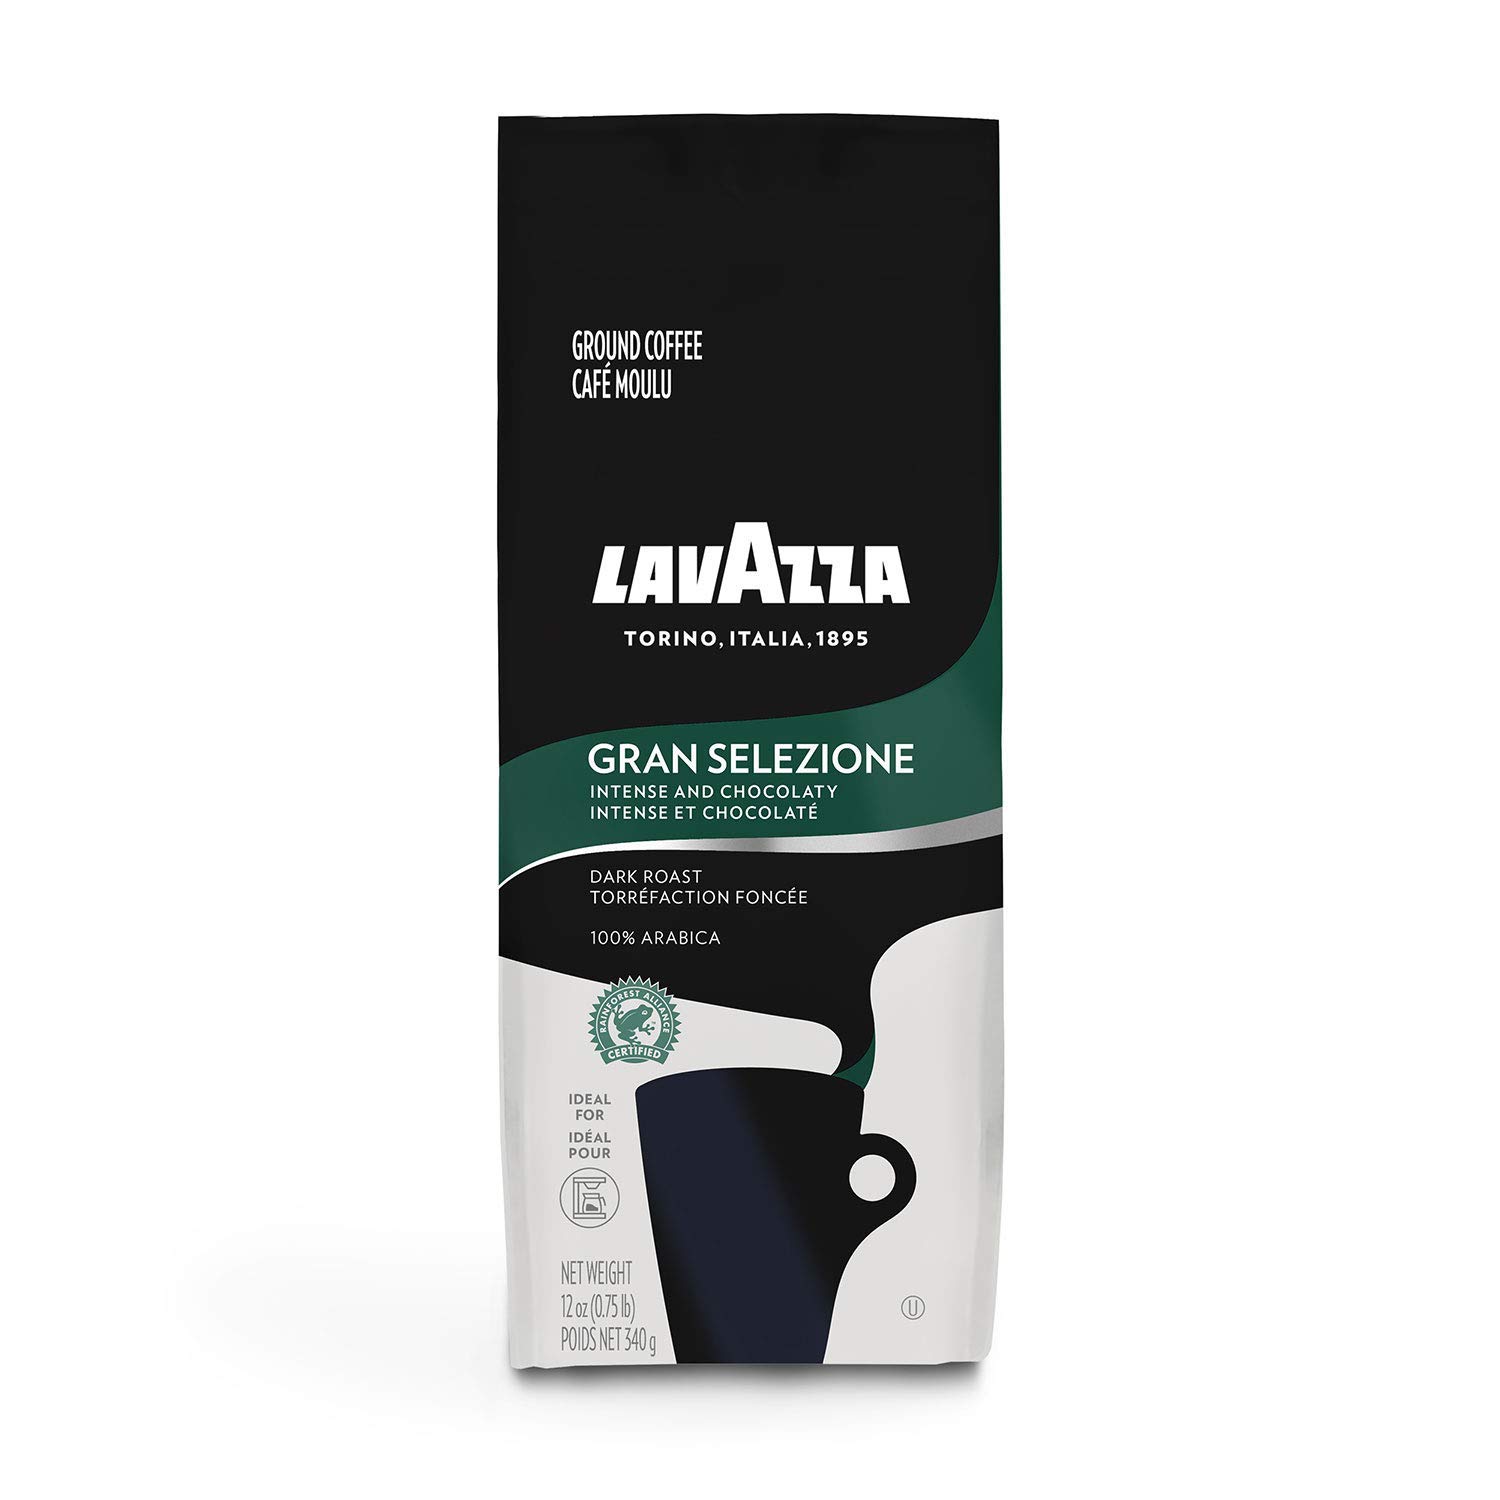 GROUND COFFEE
CAFÉ MOULU
LAVAZZA
TORINO, ITALIA, 1895
GRAN SELEZIONE
INTENSE AND CHOCOLATY
INTENSE ET CHOCOLATÉ
DARK ROAST
TORRÉFACTION FONCÉE
100% ARABICA
RAINFOREST ALLIANCE
CERTIFIED
IDEAL
FOR
IDÉAL
POUR
NET WEIGHT
12 oz (0.75 lb)
POIDS NET 340 g
U